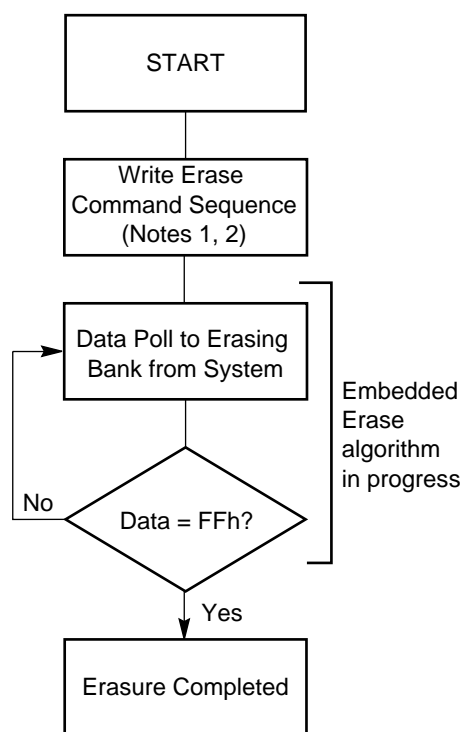 START
Write Erase
Command Sequence
(Notes 1, 2)
Data Poll to Erasing
Bank from System
Embedded
Erase
algorithm
in progress
No
Data = FFh?
Yes
Erasure Completed